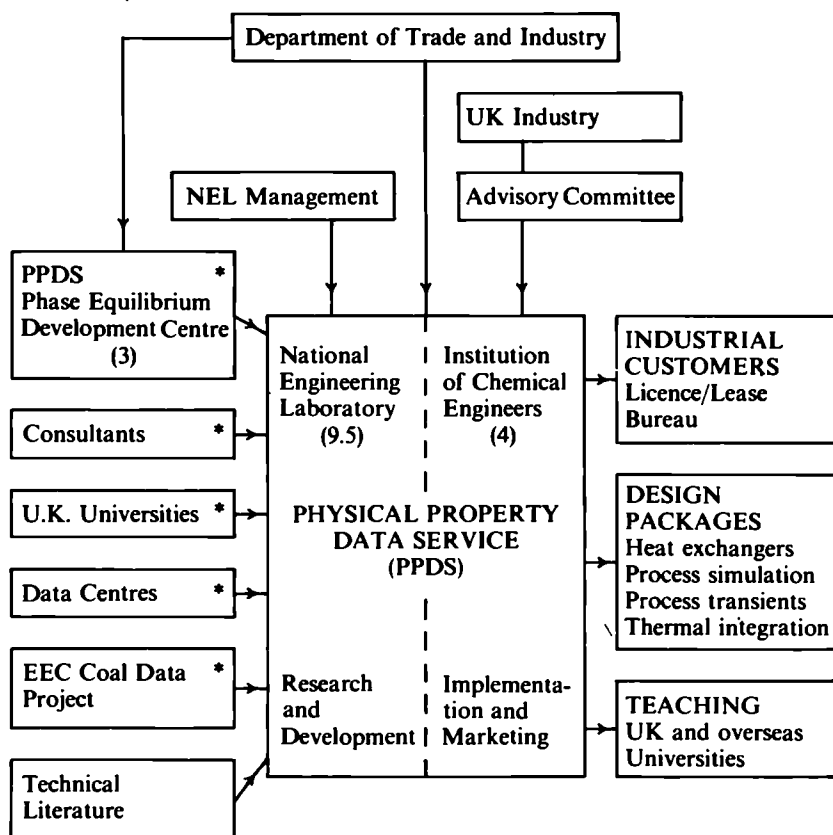 Department of Trade and Industry
UK Industry
NEL Management
Advisory Committee
PPDS *
Phase Equilibrium
Development Centre
(3)
Consultants *
U.K. Universities *
Data Centres *
EEC Coal Data *
Project
Technical
Literature
National
Engineering
Laboratory
(9.5)
Institution
of Chemical
Engineers
(4)
PHYSICAL PROPERTY
DATA SERVICE
(PPDS)
Research
and
Development
Implementa-
tion and
Marketing
INDUSTRIAL
CUSTOMERS
Licence/Lease
Bureau
DESIGN
PACKAGES
Heat exchangers
Process simulation
Process transients
Thermal integration
TEACHING
UK and overseas
Universities